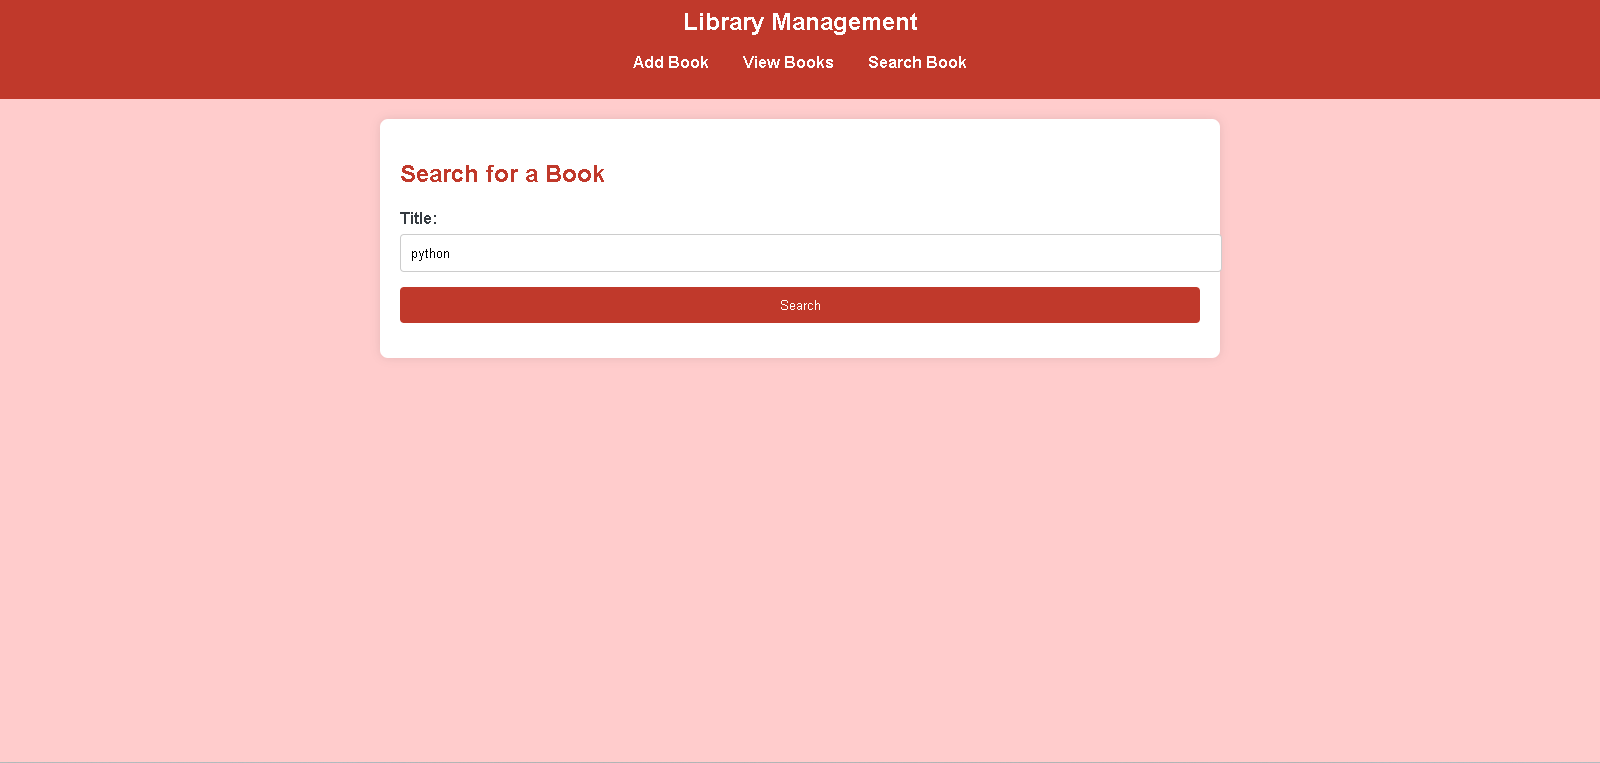 Library Management
Add Book View Books Search Book
Search for a Book
Title:
python
Search